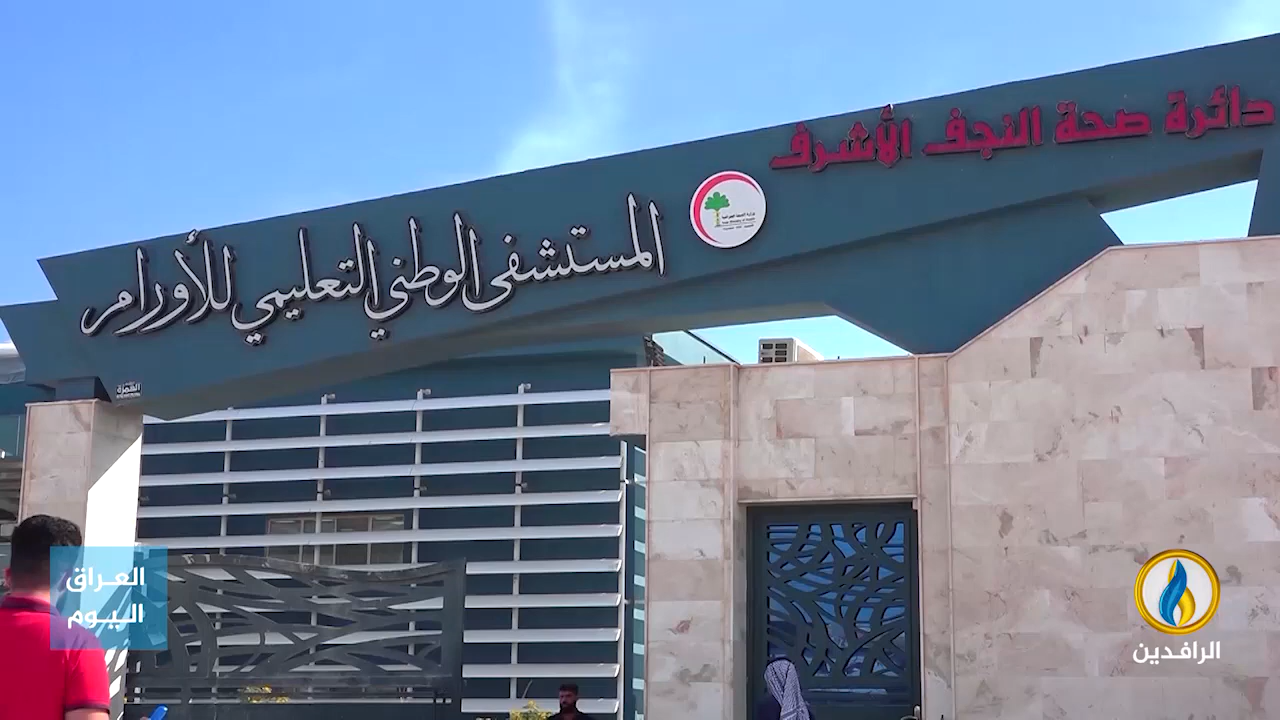 دائرة صحة النجف الأشرف
المستشفى الوطني التعليمي للأورام
العراق
اليوم
الرافدين